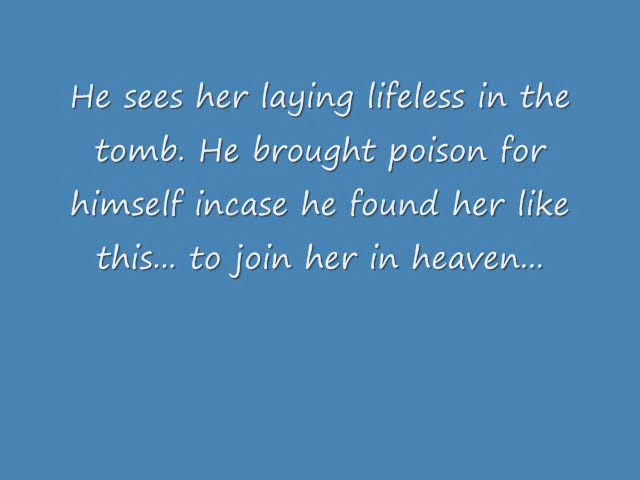 He sees her laying lifeless in the
tomb. He brought poison for
himself incase he found her like
this... to join her in heaven...